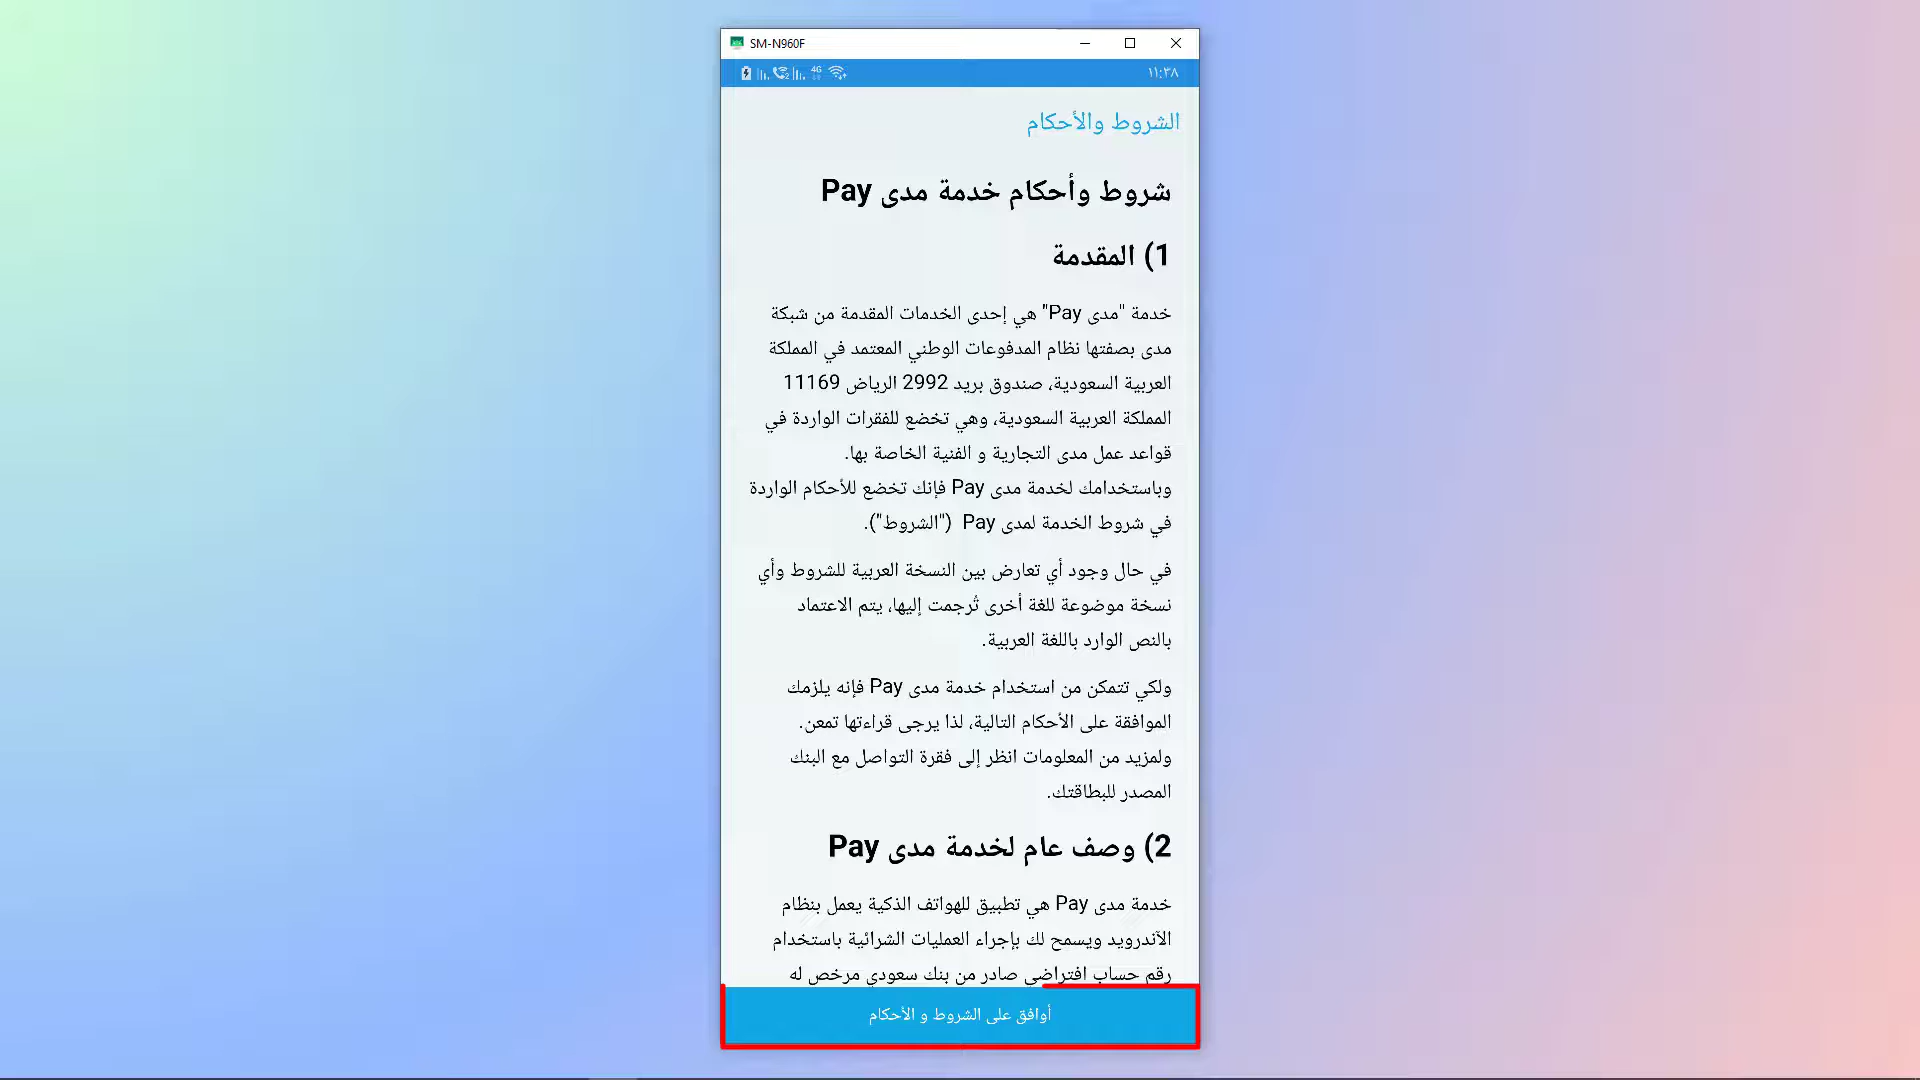 SM-N960F
4G
١١:٣٨
الشروط والأحكام
شروط وأحكام خدمة مدى Pay
1) المقدمة
خدمة "مدى Pay" هي إحدى الخدمات المقدمة من شبكة
مدى بصفتها نظام المدفوعات الوطني المعتمد في المملكة
العربية السعودية، صندوق بريد 2992 الرياض 11169
المملكة العربية السعودية، وهي تخضع للفقرات الواردة في
قواعد عمل مدى التجارية و الفنية الخاصة بها.
وباستخدامك لخدمة مدى Pay فإنك تخضع للأحكام الواردة
في شروط الخدمة لمدى Pay ("الشروط").
في حال وجود أي تعارض بين النسخة العربية للشروط وأي
نسخة موضوعة للغة أخرى تُرجمت إليها، يتم الاعتماد
بالنص الوارد باللغة العربية.
ولكي تتمكن من استخدام خدمة مدى Pay فإنه يلزمك
الموافقة على الأحكام التالية، لذا يرجى قراءتها تمعن.
ولمزيد من المعلومات انظر إلى فقرة التواصل مع البنك
المصدر للبطاقتك.
2) وصف عام لخدمة مدى Pay
خدمة مدى Pay هي تطبيق للهواتف الذكية يعمل بنظام
الآندرويد ويسمح لك بإجراء العمليات الشرائية باستخدام
رقم حساب افتراضي صادر من بنك سعودي مرخص له
أوافق على الشروط و الأحكام